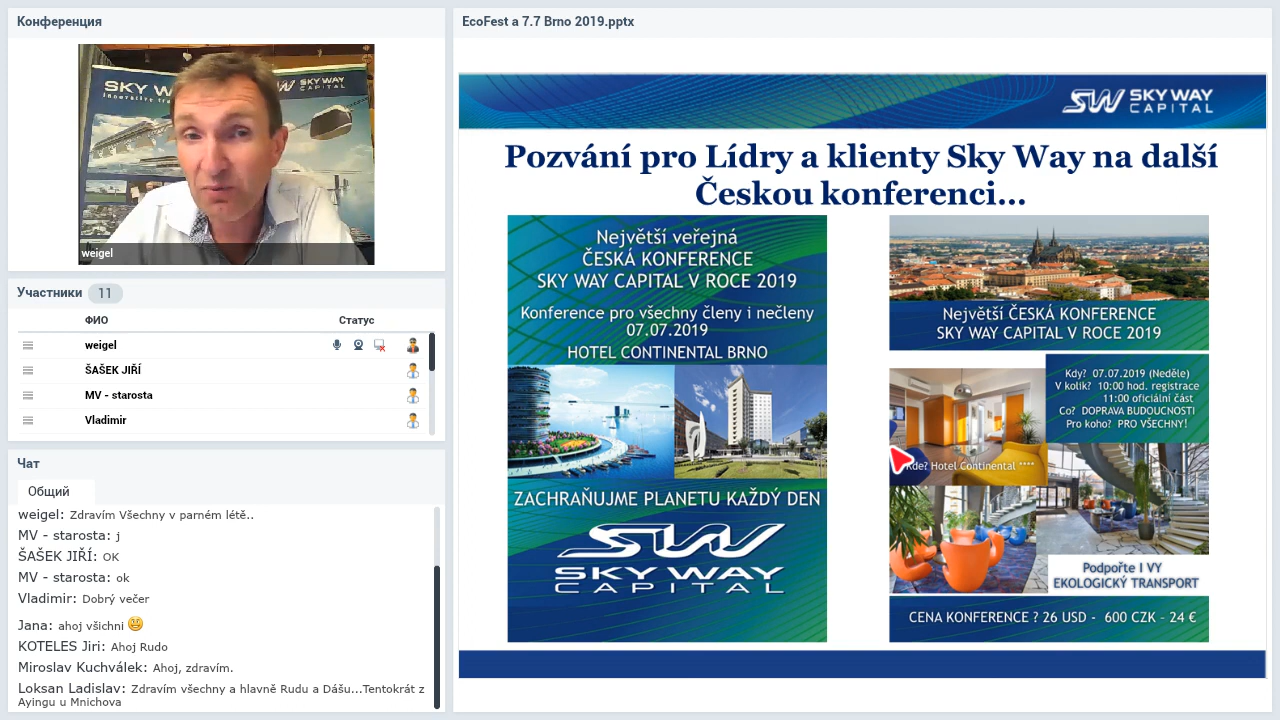 Конференция
SKY W
innovative tra
SKY WAY
CAPITAL
weigel
Участники 11
ФИО Статус
weigel
ŠAŠEK JIŘÍ
MV - starosta
Vladimir
Чат
Общий
weigel: Zdravím Všechny v parném létě..
MV - starosta: j
ŠAŠEK JIŘÍ: OK
MV - starosta: ok
Vladimir: Dobrý večer
Jana: ahoj všichni
KOTELES Jiri: Ahoj Rudo
Miroslav Kuchválek: Ahoj, zdravím.
Loksan Ladislav: Zdravím všechny a hlavně Rudu a Dášu...Tentokrát z
Ayingu u Mnichova
EcoFest a 7.7 Brno 2019.pptx
SW SKY WAY
CAPITAL
Pozvání pro Lídry a klienty Sky Way na další
Českou konferenci...
Největší veřejná
ČESKÁ KONFERENCE
SKY WAY CAPITAL V ROCE 2019
Konference pro všechny členy i nečleny
07.07.2019
HOTEL CONTINENTAL BRNO
ZACHRAŇUJME PLANETU KAŽDÝ DEN
SW
SKY WAY
CAPITAL
Největší ČESKÁ KONFERENCE
SKY WAY CAPITAL V ROCE 2019
Kdy? 07.07.2019 (Neděle)
V kolik? 10:00 hod. registrace
11:00 oficiální část
Co? DOPRAVA BUDOUCNOSTI
Pro koho? PRO VŠECHNY!
Kde? Hotel Continental ****
Podpořte I VY
EKOLOGICKÝ TRANSPORT
CENA KONFERENCE ? 26 USD - 600 CZK - 24 €